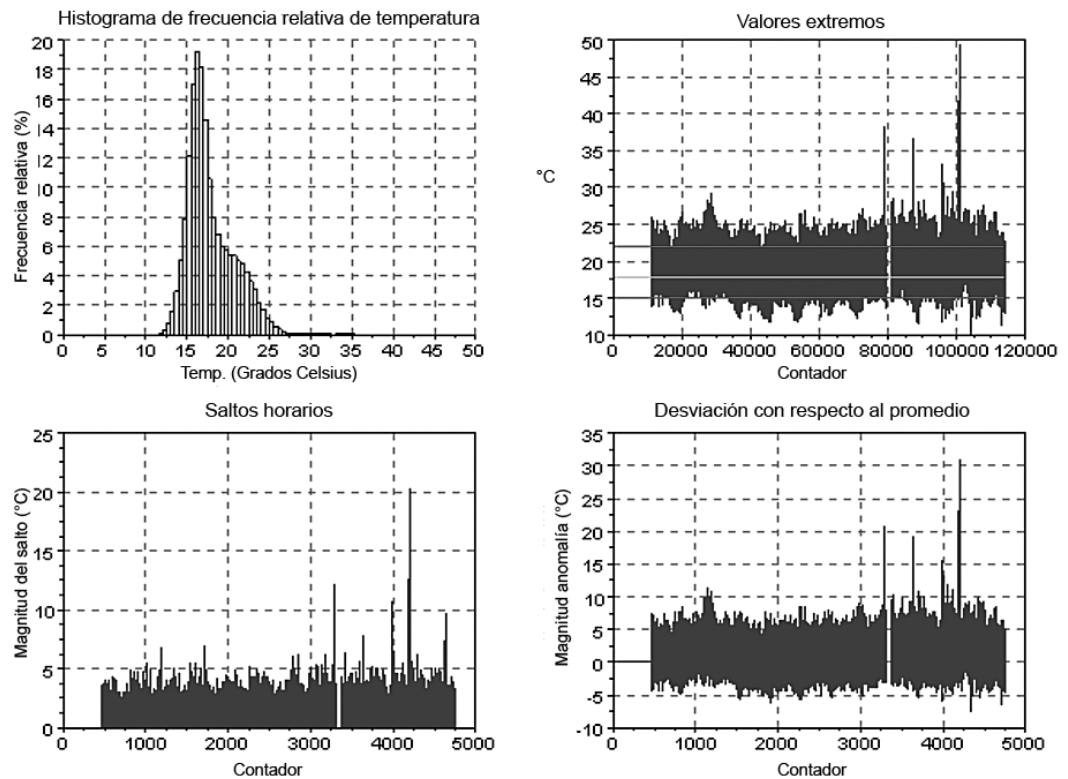 Histograma de frecuencia relativa de temperatura
Frecuencia relativa (%)
20
18
16
14
12
10
8
6
4
2
0
0 5 10 15 20 25 30 35 40 45 50
Temp. (Grados Celsius)
Valores extremos
°C
50
45
40
35
30
25
20
15
10
0 20000 40000 60000 80000 100000 120000
Contador
Saltos horarios
Magnitud del salto (°C)
25
20
15
10
5
0
0 1000 2000 3000 4000 5000
Contador
Desviación con respecto al promedio
Magnitud anomalía (°C)
35
30
25
20
15
10
5
0
-5
-10
0 1000 2000 3000 4000 5000
Contador